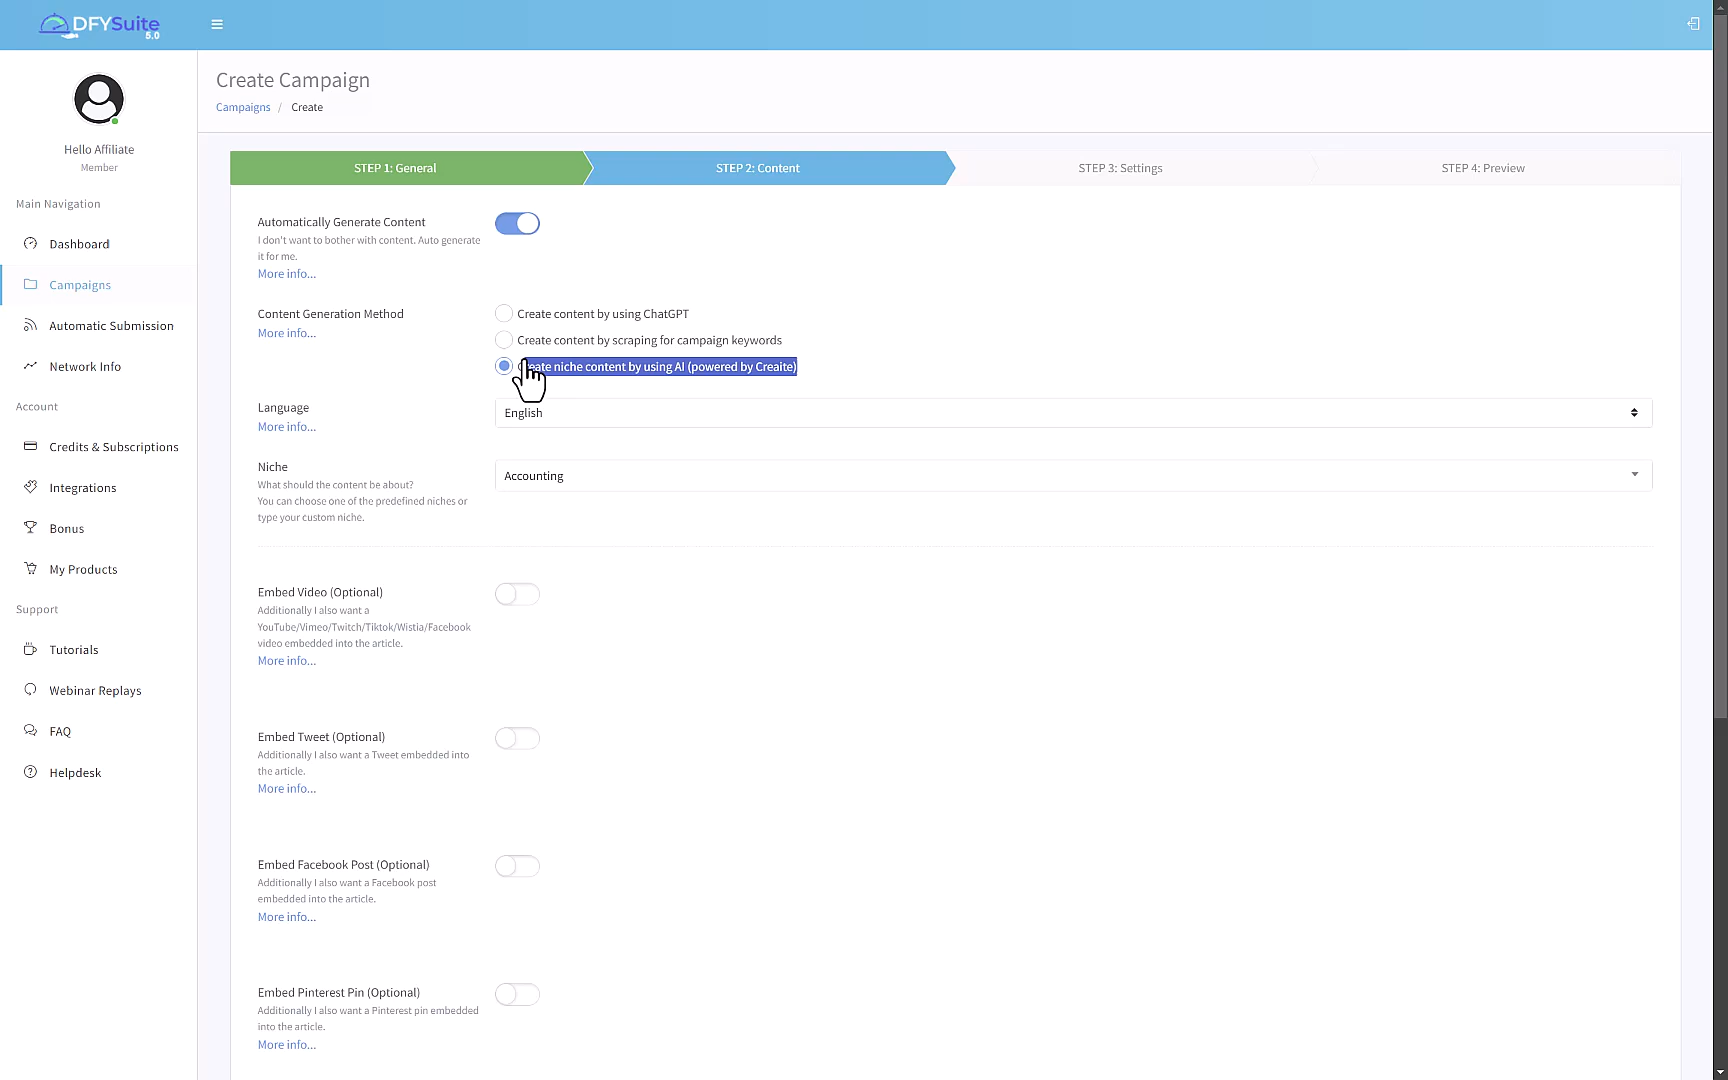 DFYSuite
5.0
Create Campaign
Campaigns / Create
Hello Affiliate
Member
Main Navigation
Dashboard
Campaigns
Automatic Submission
Network Info
Account
Credits & Subscriptions
Integrations
Bonus
My Products
Support
Tutorials
Webinar Replays
FAQ
Helpdesk
STEP 1: General
STEP 2: Content
STEP 3: Settings
STEP 4: Preview
Automatically Generate Content
I don't want to bother with content. Auto generate
it for me.
More info...
Content Generation Method
More info...
Create content by using ChatGPT
Create content by scraping for campaign keywords
niche content by using AI (powered by Creaite)
Language
More info...
English
Niche
What should the content be about?
You can choose one of the predefined niches or
type your custom niche.
Accounting
Embed Video (Optional)
Additionally I also want a
YouTube/Vimeo/Twitch/Tiktok/Wistia/Facebook
video embedded into the article.
More info...
Embed Tweet (Optional)
Additionally I also want a Tweet embedded into
the article.
More info...
Embed Facebook Post (Optional)
Additionally I also want a Facebook post
embedded into the article.
More info...
Embed Pinterest Pin (Optional)
Additionally I also want a Pinterest pin embedded
into the article.
More info...